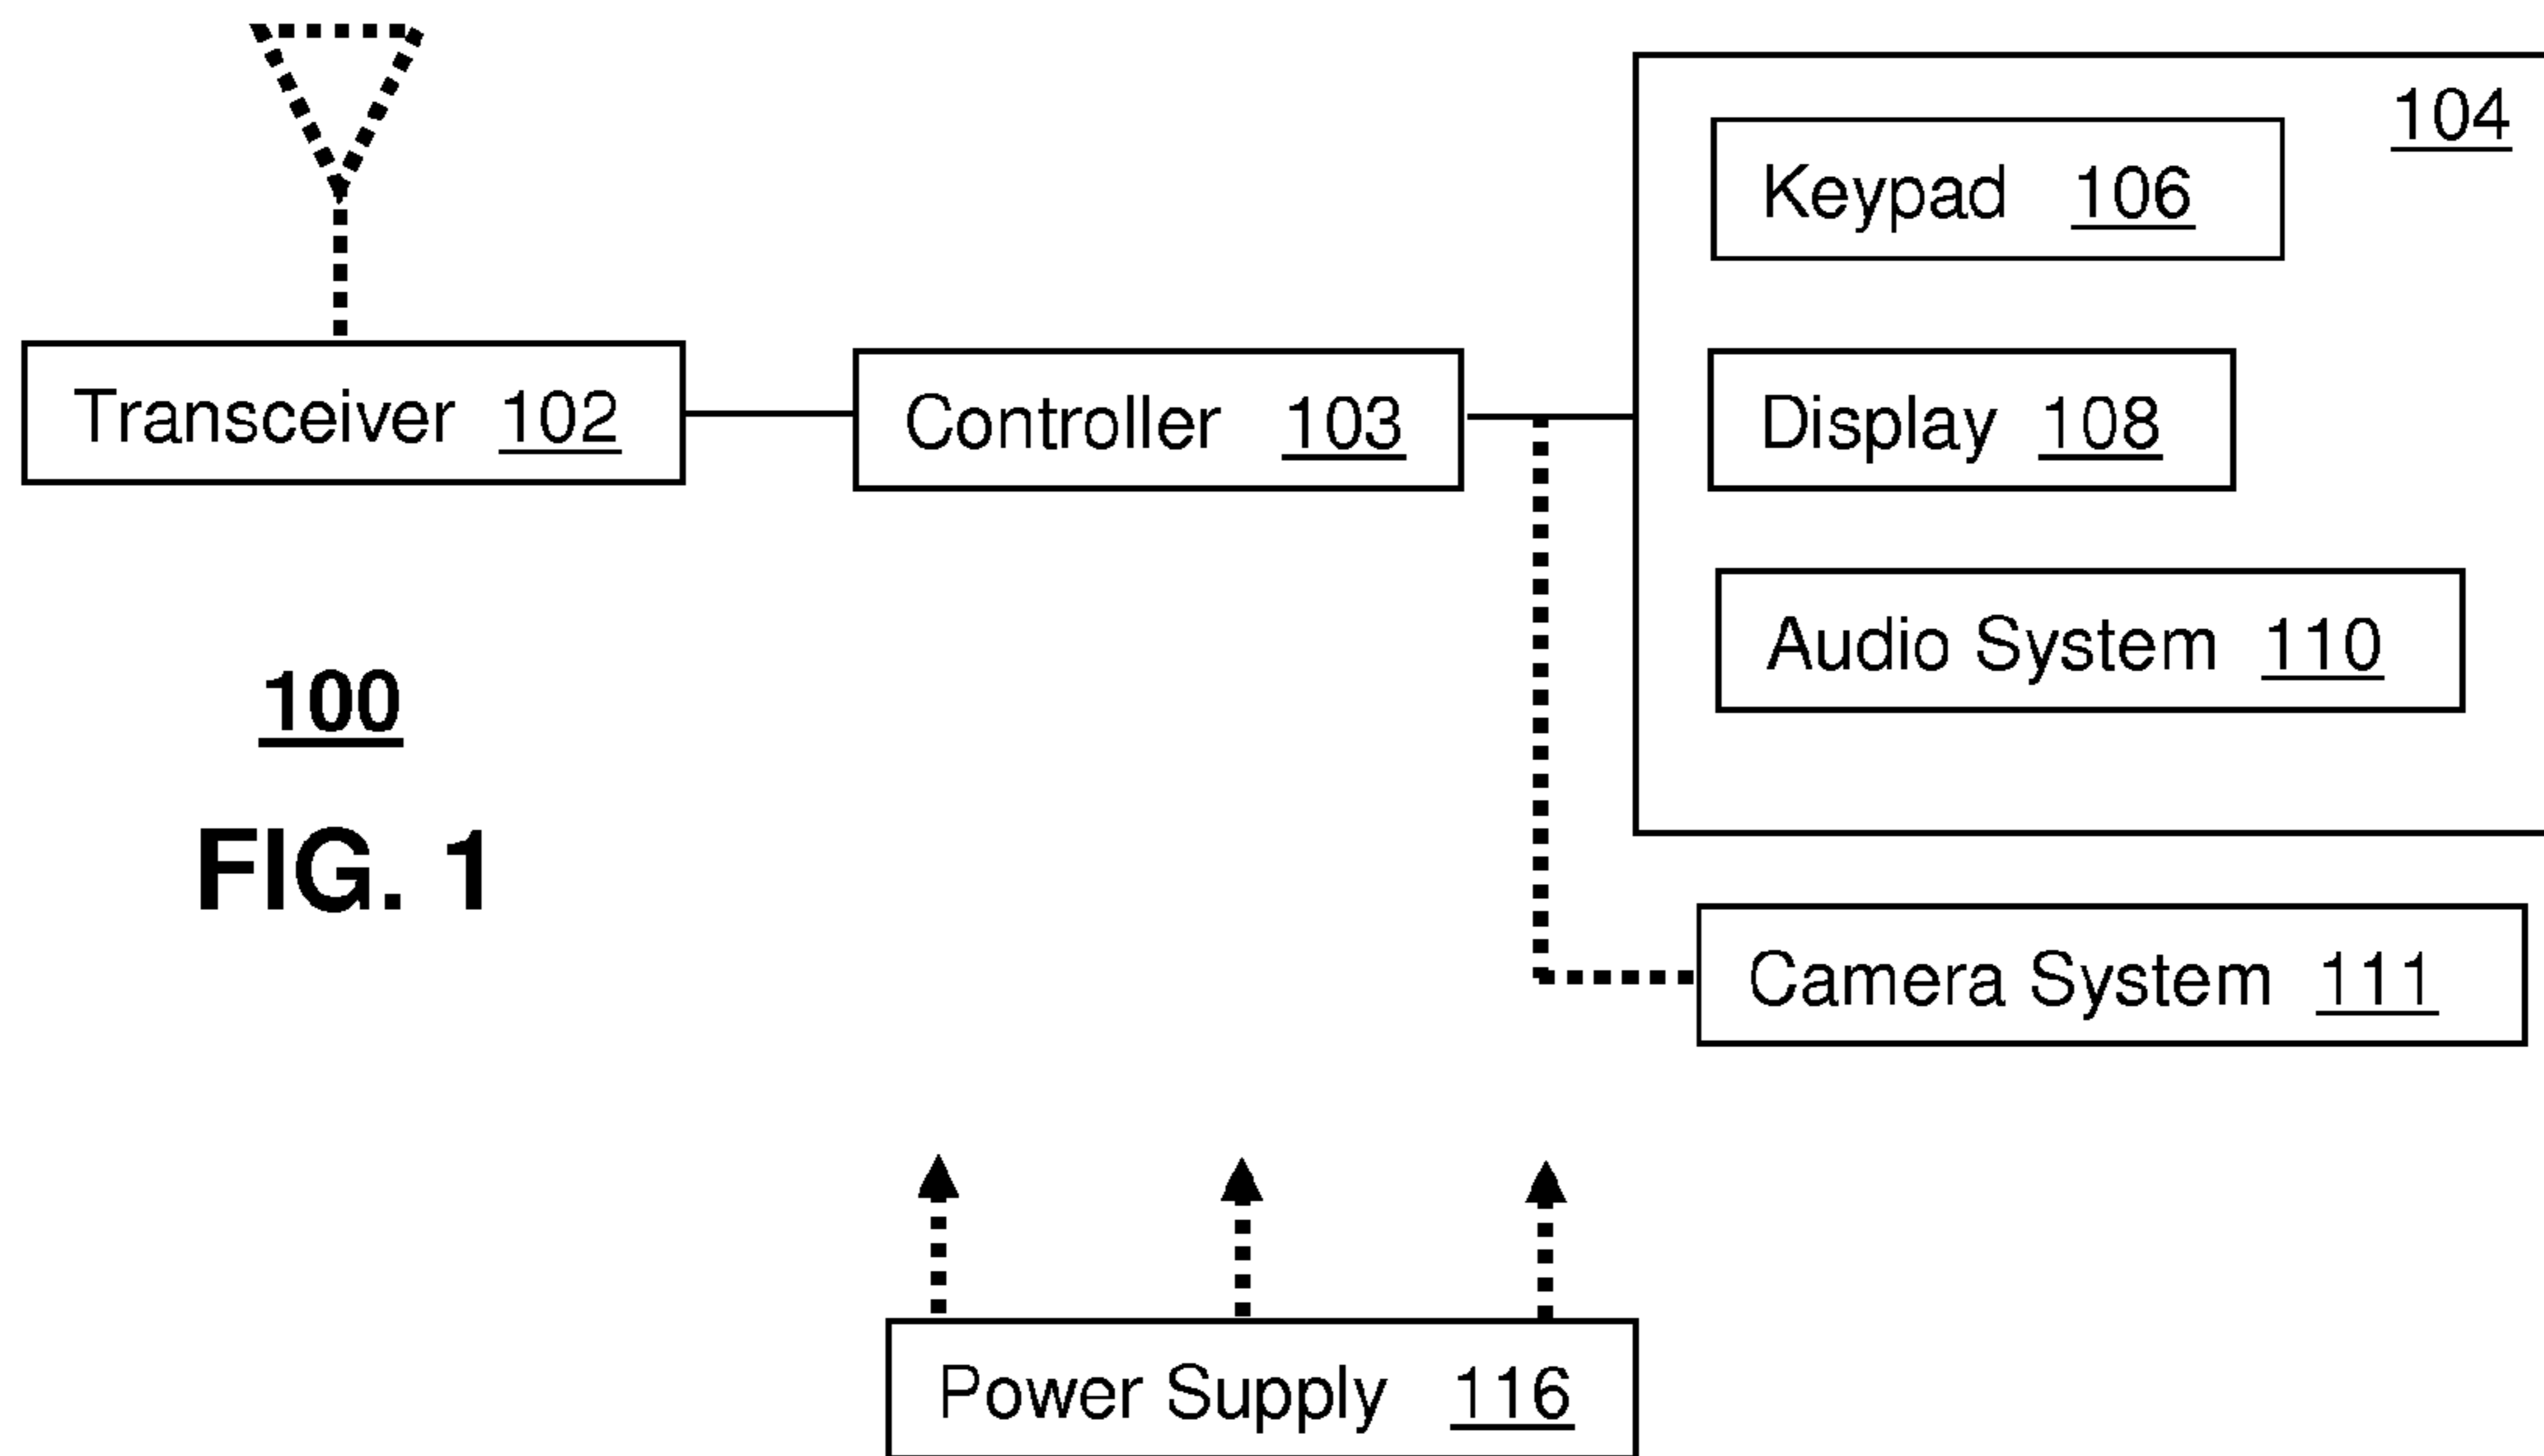 104
Keypad 106
Transceiver 102
Controller 103
Display 108
Audio System 110
100
FIG. 1
Camera System 111
Power Supply 116